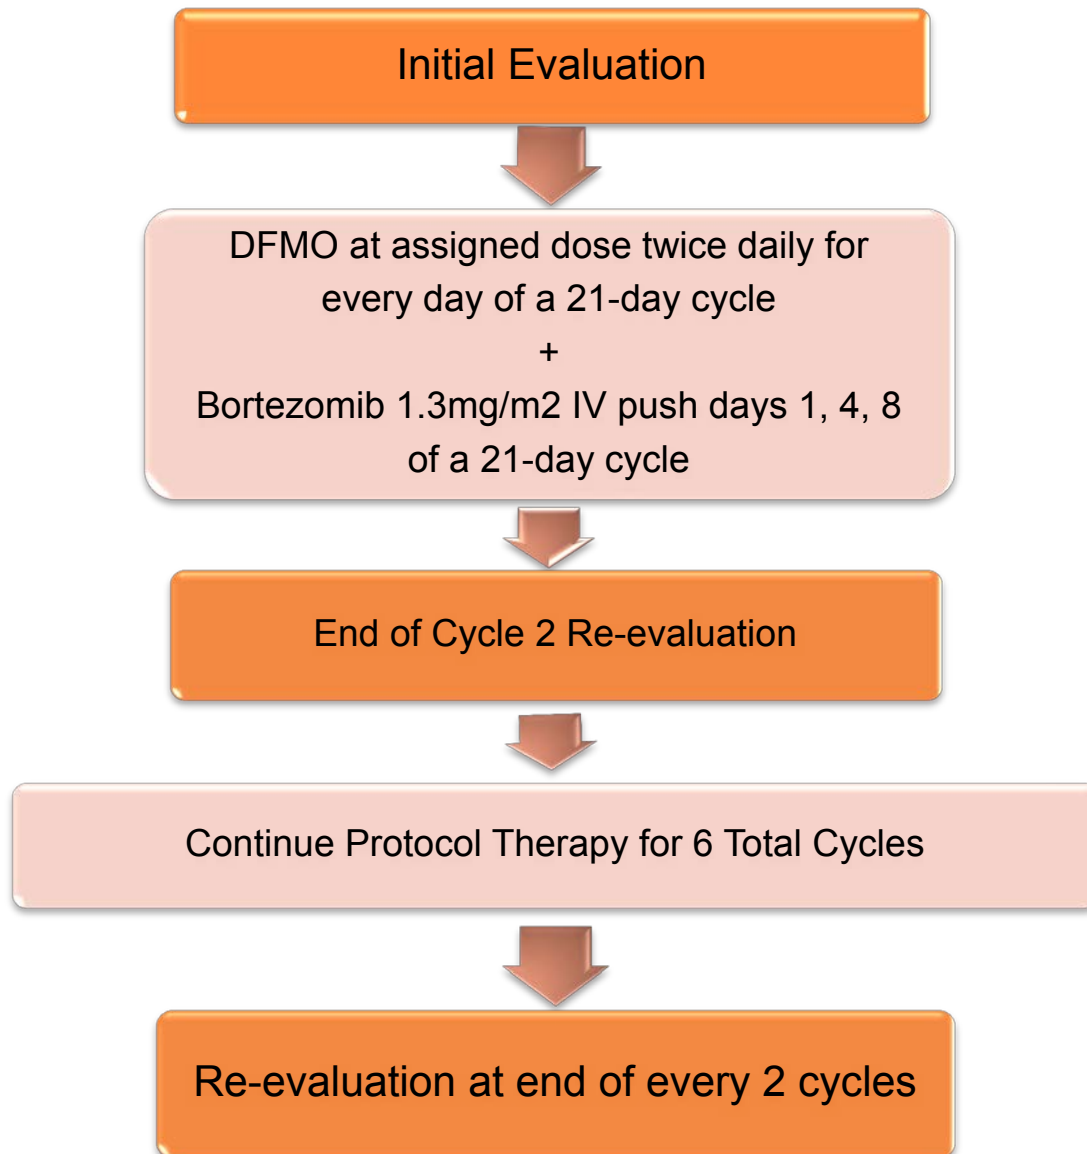 Initial Evaluation
DFMO at assigned dose twice daily for
every day of a 21-day cycle
+
Bortezomib 1.3mg/m2 IV push days 1, 4, 8
of a 21-day cycle
End of Cycle 2 Re-evaluation
Continue Protocol Therapy for 6 Total Cycles
Re-evaluation at end of every 2 cycles